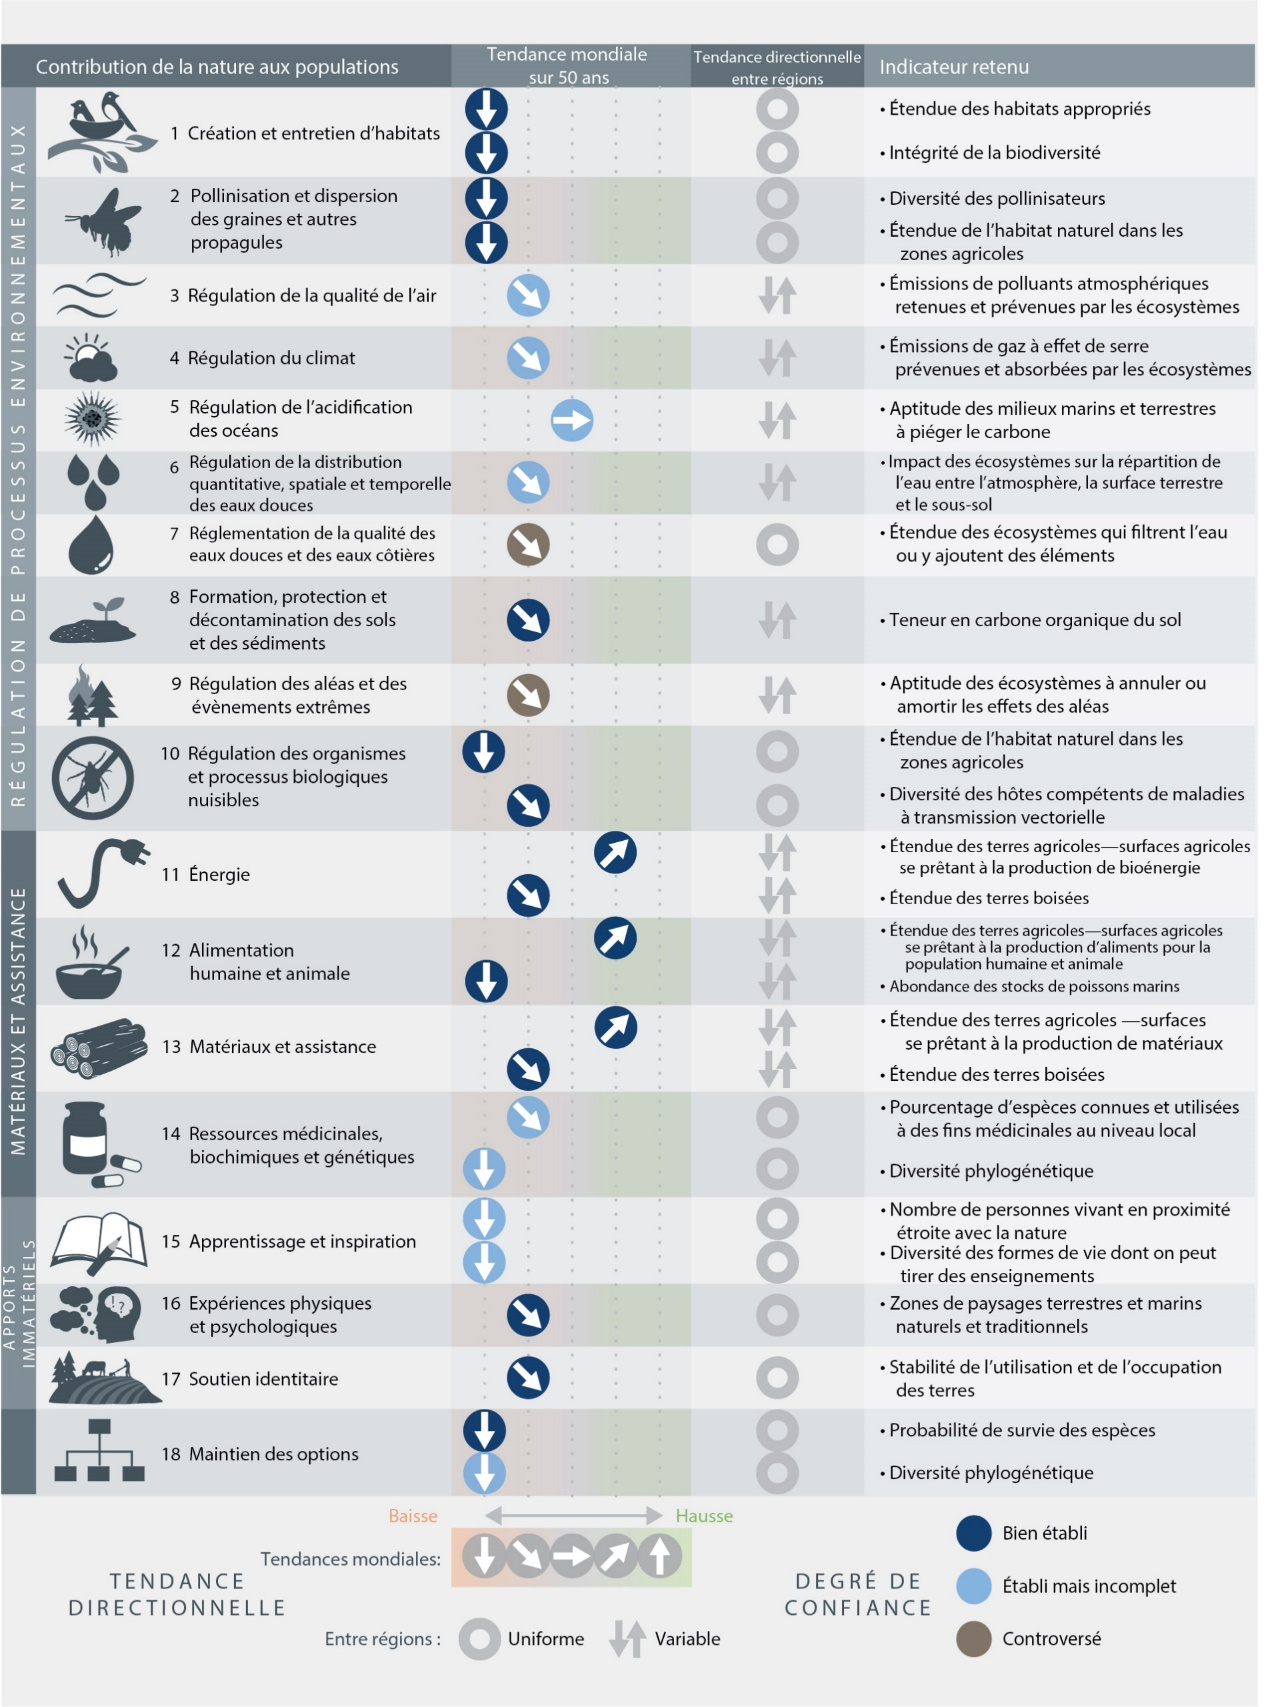 Contribution de la nature aux populations
Tendance mondiale
sur 50 ans
Tendance directionnelle
entre régions
Indicateur retenu
RÉGULATION DE PROCESSUS ENVIRONNEMENTAUX
1 Création et entretien d'habitats
• Étendue des habitats appropriés
• Intégrité de la biodiversité
2 Pollinisation et dispersion
des graines et autres
propagules
• Diversité des pollinisateurs
• Étendue de l'habitat naturel dans les
zones agricoles
3 Régulation de la qualité de l'air
• Émissions de polluants atmosphériques
retenues et prévenues par les écosystèmes
4 Régulation du climat
• Émissions de gaz à effet de serre
prévenues et absorbées par les écosystèmes
5 Régulation de l'acidification
des océans
• Aptitude des milieux marins et terrestres
à piéger le carbone
6 Régulation de la distribution
quantitative, spatiale et temporelle
des eaux douces
• Impact des écosystèmes sur la répartition de
l'eau entre l'atmosphère, la surface terrestre
et le sous-sol
7 Réglementation de la qualité des
eaux douces et des eaux côtières
• Étendue des écosystèmes qui filtrent l'eau
ou y ajoutent des éléments
8 Formation, protection et
décontamination des sols
et des sédiments
• Teneur en carbone organique du sol
9 Régulation des aléas et des
évènements extrêmes
• Aptitude des écosystèmes à annuler ou
amortir les effets des aléas
10 Régulation des organismes
et processus biologiques
nuisibles
• Étendue de l'habitat naturel dans les
zones agricoles
• Diversité des hôtes compétents de maladies
à transmission vectorielle
MATÉRIAUX ET ASSISTANCE
11 Énergie
• Étendue des terres agricoles—surfaces agricoles
se prêtant à la production de bioénergie
• Étendue des terres boisées
12 Alimentation
humaine et animale
• Étendue des terres agricoles—surfaces agricoles
se prêtant à la production d'aliments pour la
population humaine et animale
• Abondance des stocks de poissons marins
13 Matériaux et assistance
• Étendue des terres agricoles —surfaces
se prêtant à la production de matériaux
• Étendue des terres boisées
14 Ressources médicinales,
biochimiques et génétiques
• Pourcentage d'espèces connues et utilisées
à des fins médicinales au niveau local
• Diversité phylogénétique
APPORTS
IMMATÉRIELS
15 Apprentissage et inspiration
• Nombre de personnes vivant en proximité
étroite avec la nature
• Diversité des formes de vie dont on peut
tirer des enseignements
16 Expériences physiques
et psychologiques
• Zones de paysages terrestres et marins
naturels et traditionnels
17 Soutien identitaire
• Stabilité de l'utilisation et de l'occupation
des terres
18 Maintien des options
• Probabilité de survie des espèces
• Diversité phylogénétique
Baisse
Hausse
Tendances mondiales:
TENDANCE
DIRECTIONNELLE
Entre régions :
Uniforme
Variable
DEGRÉ DE
CONFIANCE
Bien établi
Établi mais incomplet
Controversé